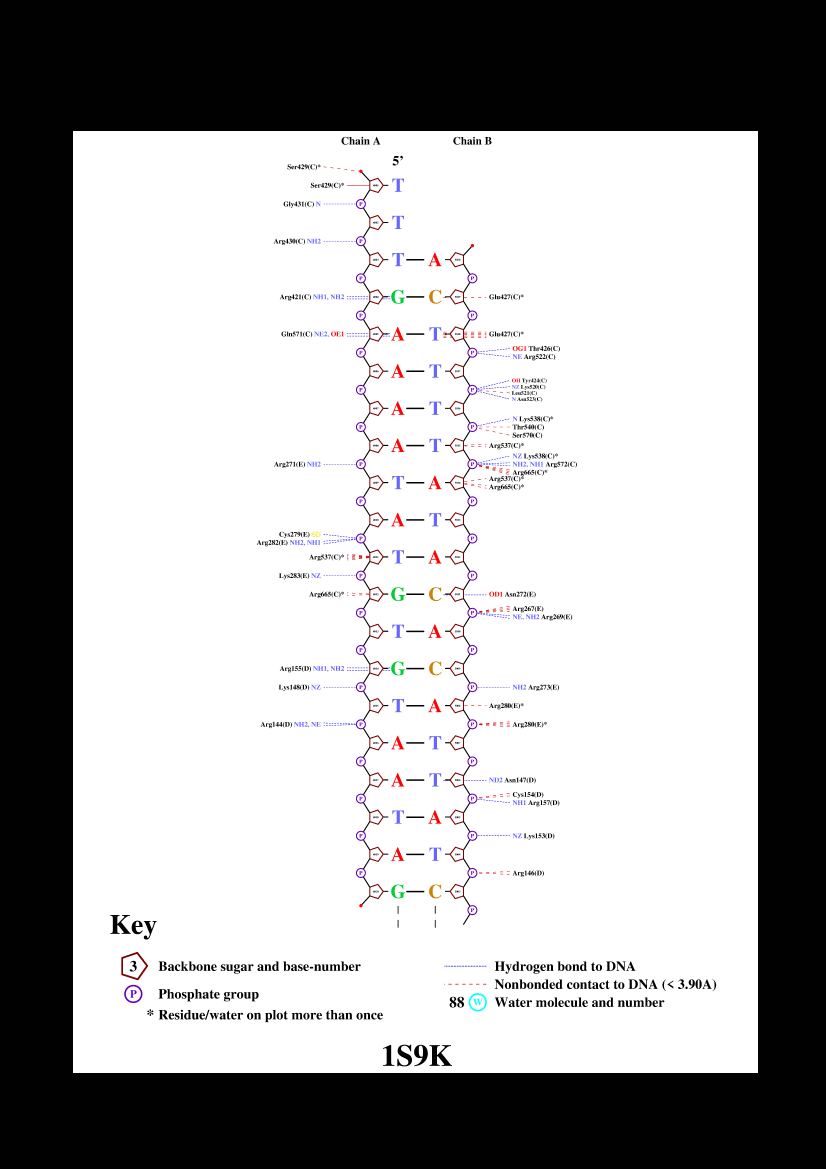 Chain A Chain B
5'
Ser429(C)*
Ser429(C)* T
Gly431(C) N
T
Arg430(C) NH2
T A
Arg421(C) NH1, NH2 G C Glu427(C)*
Gln571(C) NE2, OE1 A T Glu427(C)*
OG1 Thr426(C)
NE Arg522(C)
A T
OH Tyr424(C)
NZ Lys520(C)
Leu521(C)
N Asn523(C)
A T
N Lys538(C)*
Thr540(C)
Ser570(C)
A T Arg537(C)*
NZ Lys538(C)*
Arg271(E) NH2 NH2, NH1 Arg572(C)
Arg665(C)*
Arg537(C)*
T A
Arg665(C)*
A T
Cys279(E) SG
Arg282(E) NH2, NH1
Arg537(C)* T A
Lys283(E) NZ
Arg665(C)* G C OD1 Asn272(E)
Arg267(E)
NE, NH2 Arg269(E)
T A
Arg155(D) NH1, NH2 G C
Lys148(D) NZ NH2 Arg273(E)
T A Arg280(E)*
Arg144(D) NH2, NE Arg280(E)*
A T
A T ND2 Asn147(D)
Cys154(D)
NH1 Arg157(D)
T A
NZ Lys153(D)
A T
Arg146(D)
G C
Key
3 Backbone sugar and base-number
P Phosphate group
* Residue/water on plot more than once
Hydrogen bond to DNA
Nonbonded contact to DNA (< 3.90A)
88 W Water molecule and number
1S9K